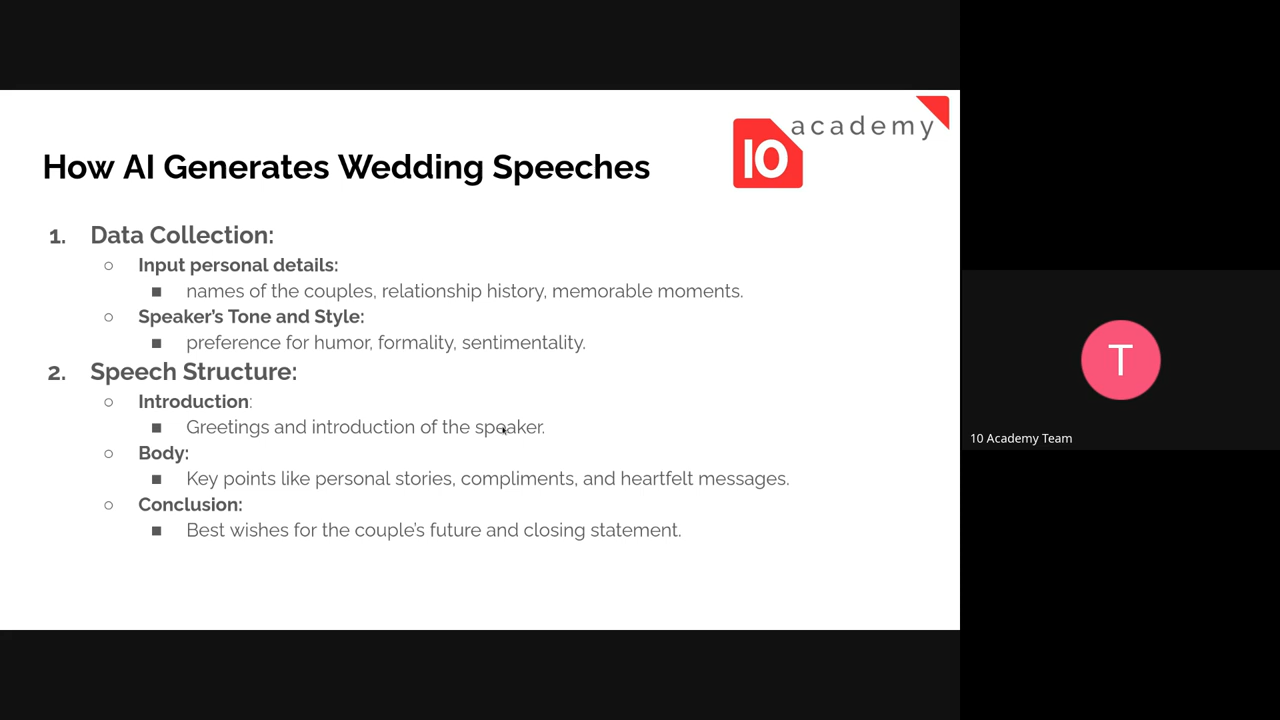 academy
10
How AI Generates Wedding Speeches
1. Data Collection:
○ Input personal details:
■ names of the couples, relationship history, memorable moments.
○ Speaker’s Tone and Style:
■ preference for humor, formality, sentimentality.
2. Speech Structure:
○ Introduction:
■ Greetings and introduction of the speaker.
○ Body:
■ Key points like personal stories, compliments, and heartfelt messages.
○ Conclusion:
■ Best wishes for the couple’s future and closing statement.
T
10 Academy Team